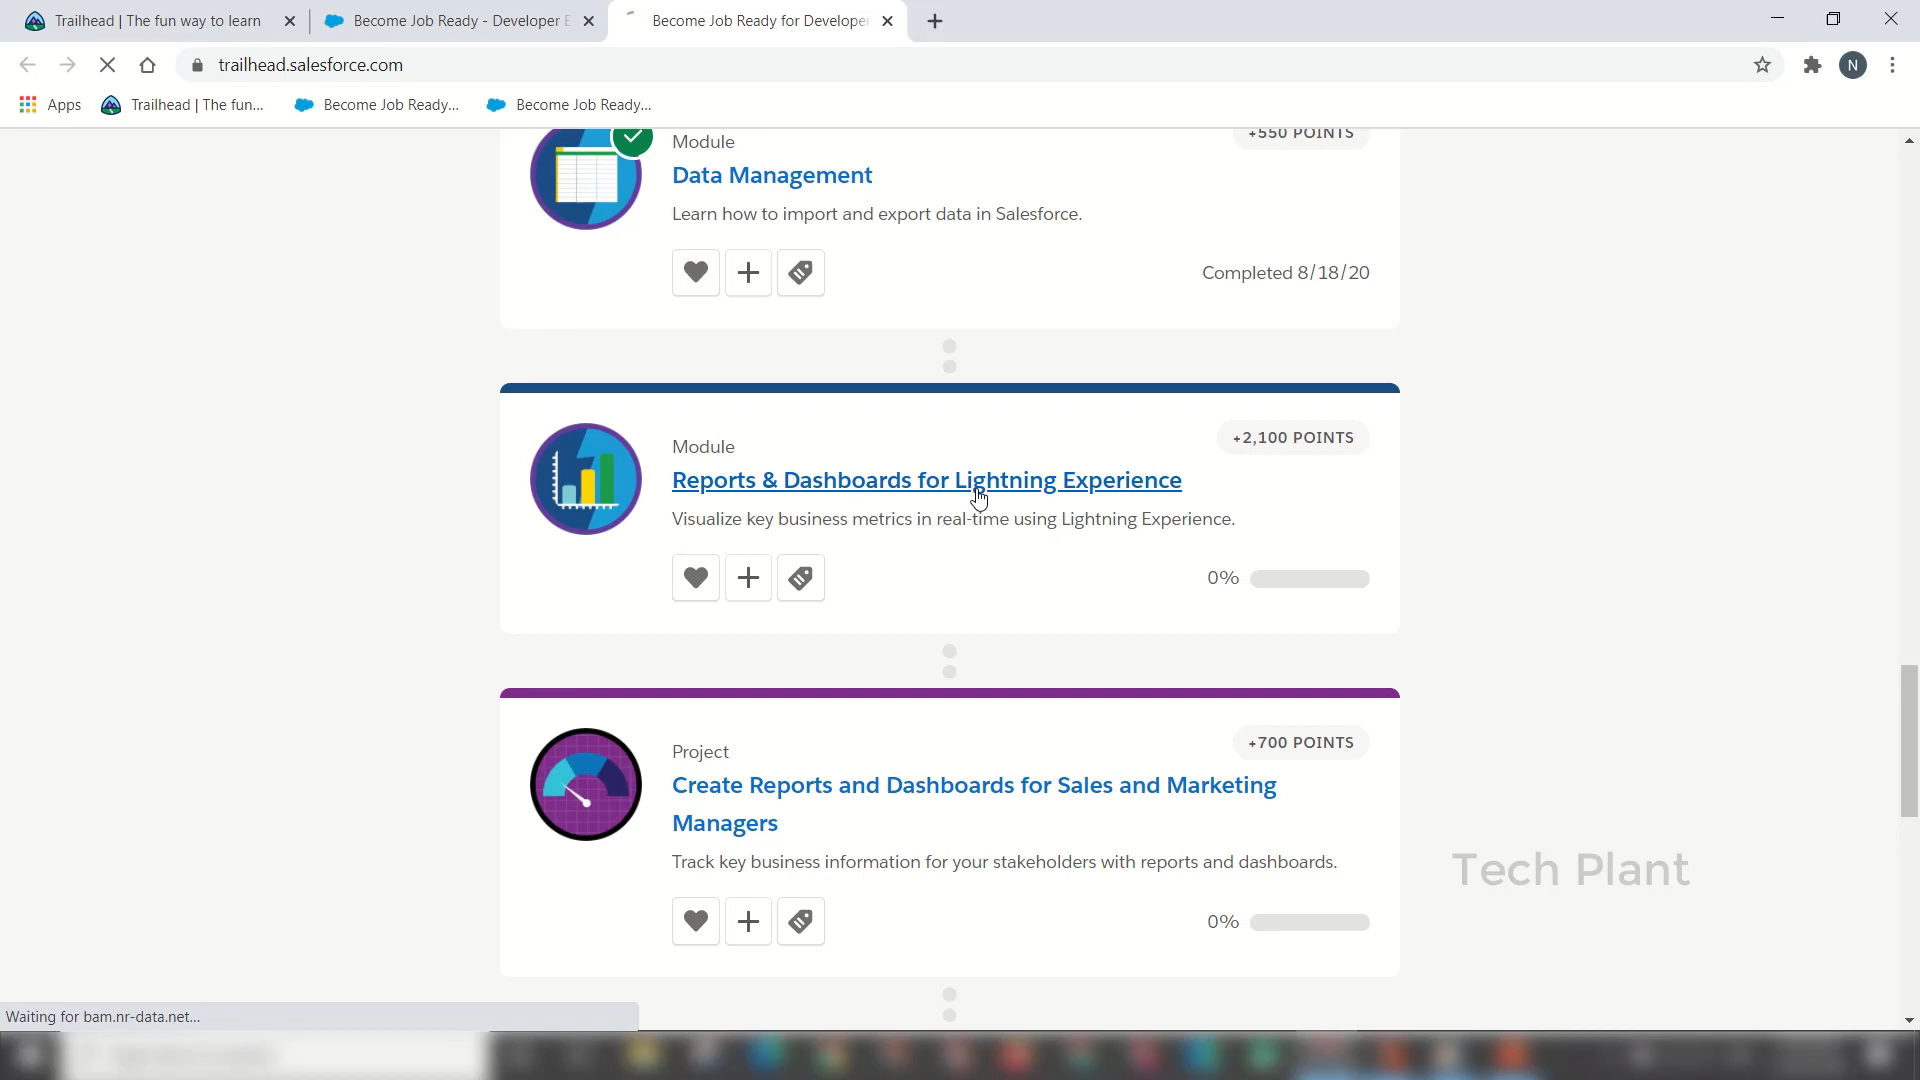 Trailhead | The fun way to learn
Become Job Ready - Developer E
Become Job Ready for Develope
trailhead.salesforce.com
N
Apps
Trailhead | The fun...
Become Job Ready...
Become Job Ready...
Module
+550 POINTS
Data Management
Learn how to import and export data in Salesforce.
Completed 8/18/20
Module
+2,100 POINTS
Reports & Dashboards for Lightning Experience
Visualize key business metrics in real-time using Lightning Experience.
0%
Project
+700 POINTS
Create Reports and Dashboards for Sales and Marketing
Managers
Track key business information for your stakeholders with reports and dashboards.
0%
Tech Plant
Waiting for bam.nr-data.net...